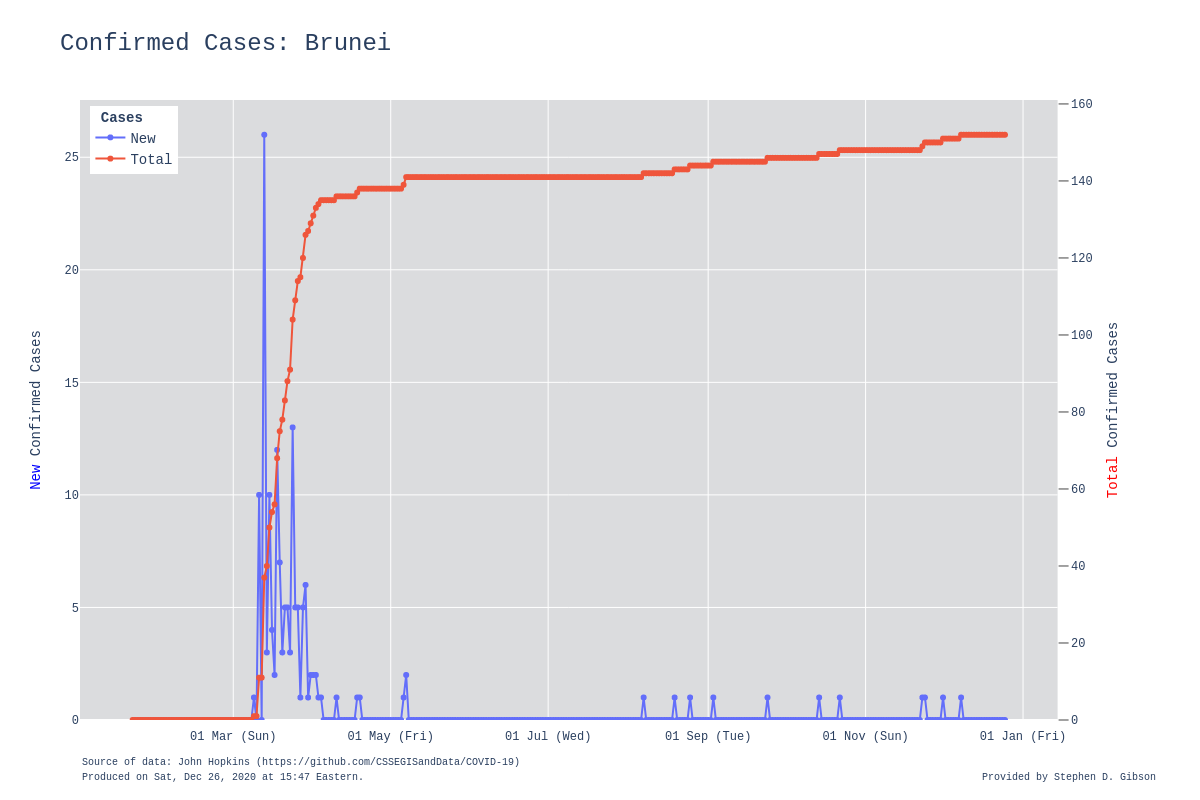 Confirmed Cases: Brunei
Cases
New
Total
25
20
15
10
5
0
New Confirmed Cases
160
140
120
100
80
60
40
20
0
Total Confirmed Cases
01 Mar (Sun) 01 May (Fri) 01 Jul (Wed) 01 Sep (Tue) 01 Nov (Sun) 01 Jan (Fri)
Source of data: John Hopkins (https://github.com/CSSEGISandData/COVID-19)
Produced on Sat, Dec 26, 2020 at 15:47 Eastern.
Provided by Stephen D. Gibson